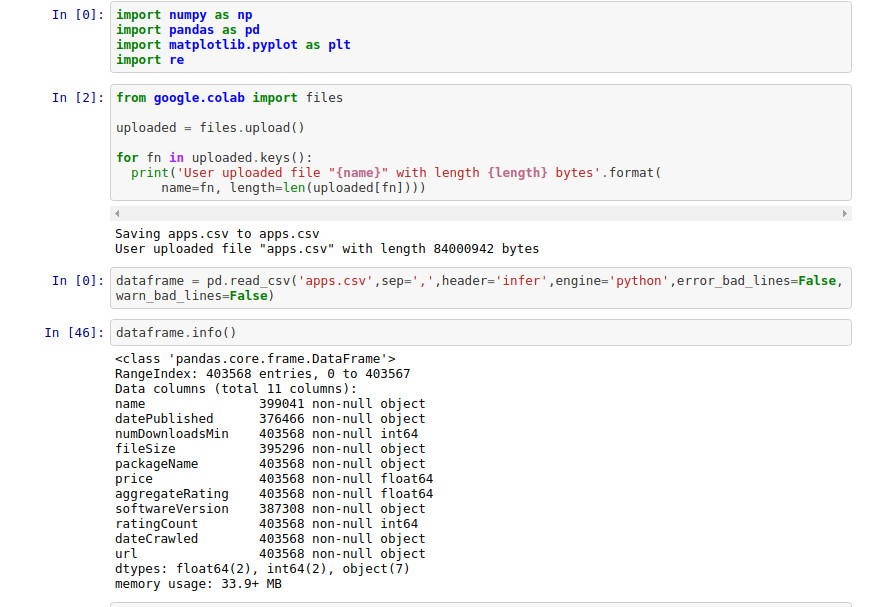 In [0]: import numpy as np
import pandas as pd
import matplotlib.pyplot as plt
import re
In [2]: from google.colab import files
uploaded = files.upload()
for fn in uploaded.keys():
  print('User uploaded file "{name}" with length {length} bytes'.format(
      name=fn, length=len(uploaded[fn])))
Saving apps.csv to apps.csv
User uploaded file "apps.csv" with length 84000942 bytes
In [0]: dataframe = pd.read_csv('apps.csv',sep=',',header='infer',engine='python',error_bad_lines=False,
warn_bad_lines=False)
In [46]: dataframe.info()
<class 'pandas.core.frame.DataFrame'>
RangeIndex: 403568 entries, 0 to 403567
Data columns (total 11 columns):
name               399041 non-null object
datePublished      376466 non-null object
numDownloadsMin    403568 non-null int64
fileSize           395296 non-null object
packageName        403568 non-null object
price              403568 non-null float64
aggregateRating    403568 non-null float64
softwareVersion    387308 non-null object
ratingCount        403568 non-null int64
dateCrawled        403568 non-null object
url                403568 non-null object
dtypes: float64(2), int64(2), object(7)
memory usage: 33.9+ MB